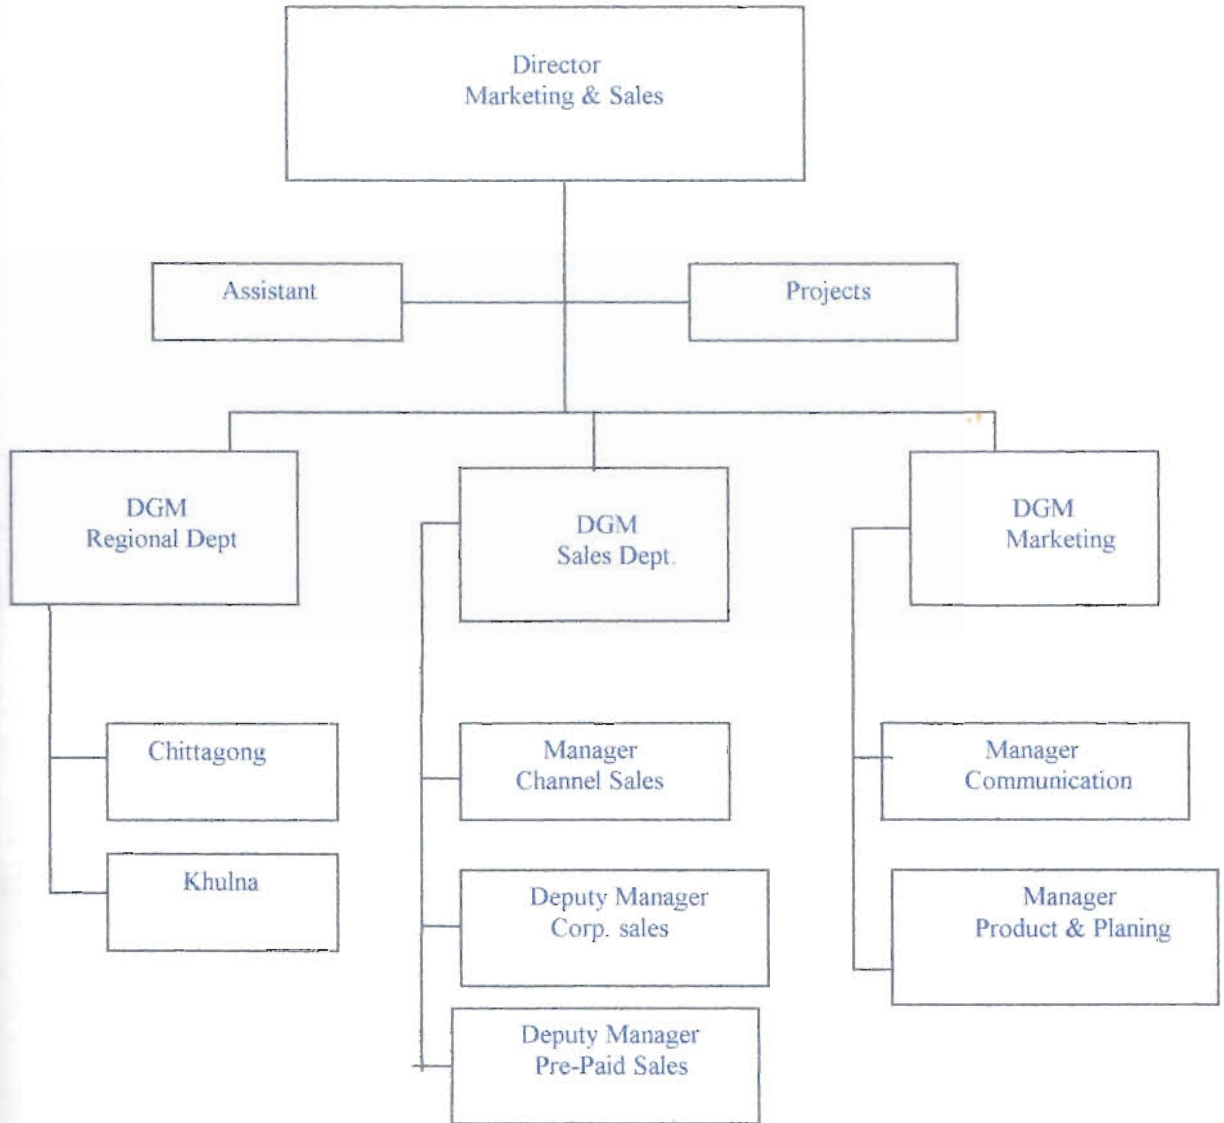 Director
Marketing & Sales
Assistant
Projects
DGM
Regional Dept
DGM
Sales Dept.
DGM
Marketing
Chittagong
Khulna
Manager
Channel Sales
Deputy Manager
Corp. sales
Deputy Manager
Pre-Paid Sales
Manager
Communication
Manager
Product & Planing